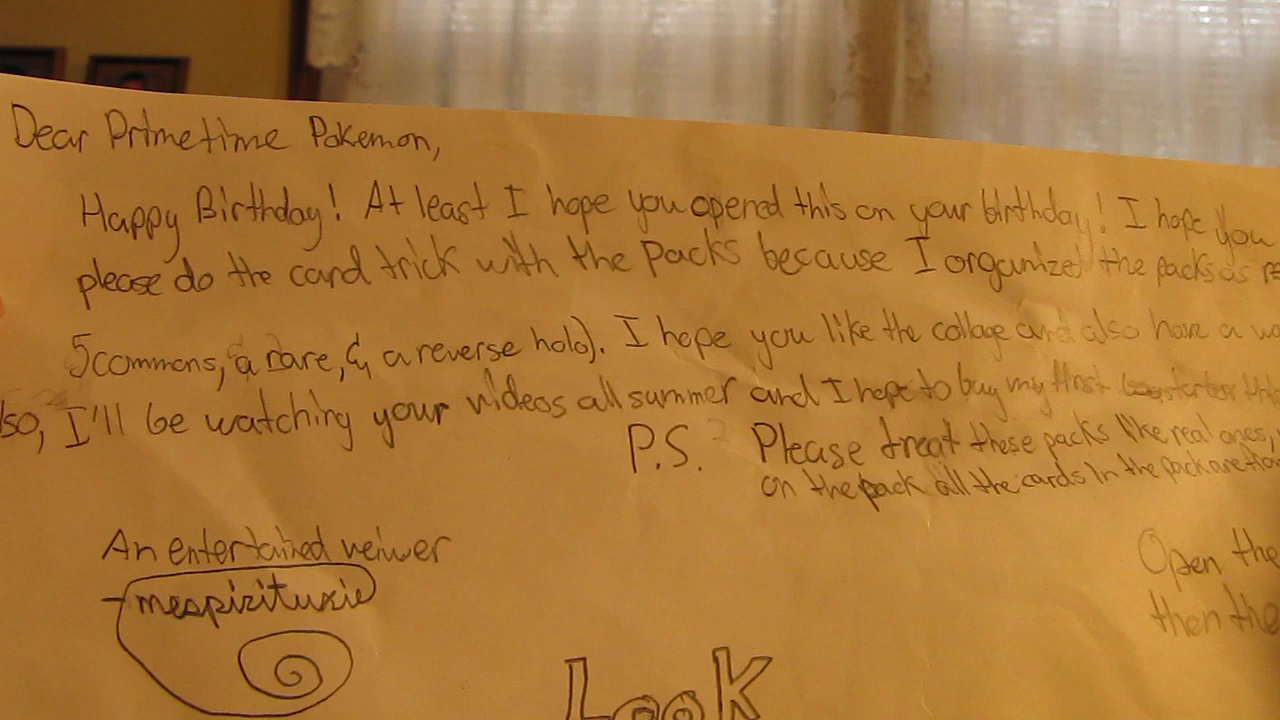 Dear Primetime Pokemon,
Happy Birthday! At least I hope you opened this on your birthday! I hope you
please do the card trick with the packs because I organized the packs as
5 commons, a rare, & a reverse holo). I hope you like the collage and also have a
I'll be watching your videos all summer and I hope to buy my first
P.S. Please treat these packs like real ones,
on the pack all the cards in the pack are
An entertained veiwer
-mespirituxie
Open the
then the
Look